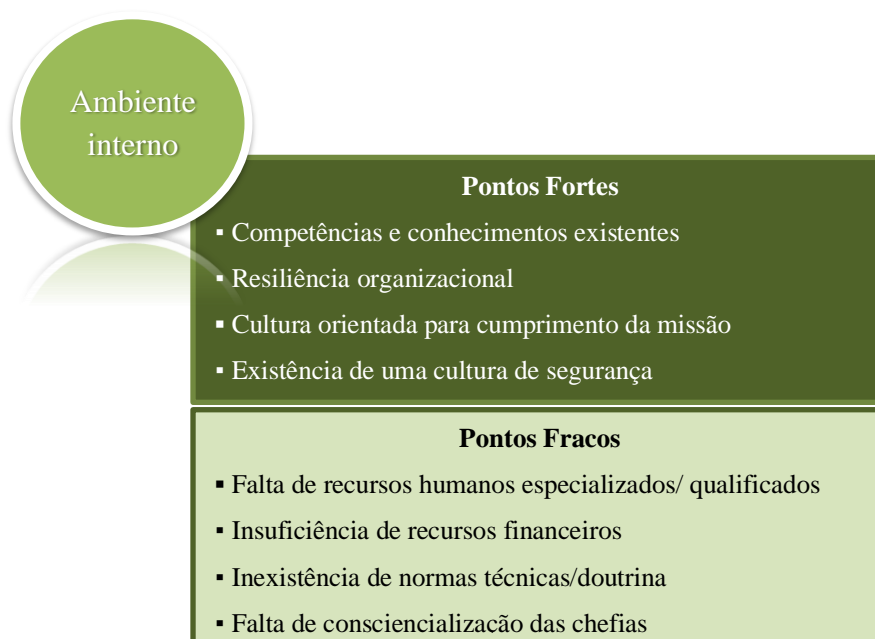 Ambiente
interno
Pontos Fortes
▪ Competências e conhecimentos existentes
▪ Resiliência organizacional
▪ Cultura orientada para cumprimento da missão
▪ Existência de uma cultura de segurança
Pontos Fracos
▪ Falta de recursos humanos especializados/ qualificados
▪ Insuficiência de recursos financeiros
▪ Inexistência de normas técnicas/doutrina
▪ Falta de consciencialização das chefias